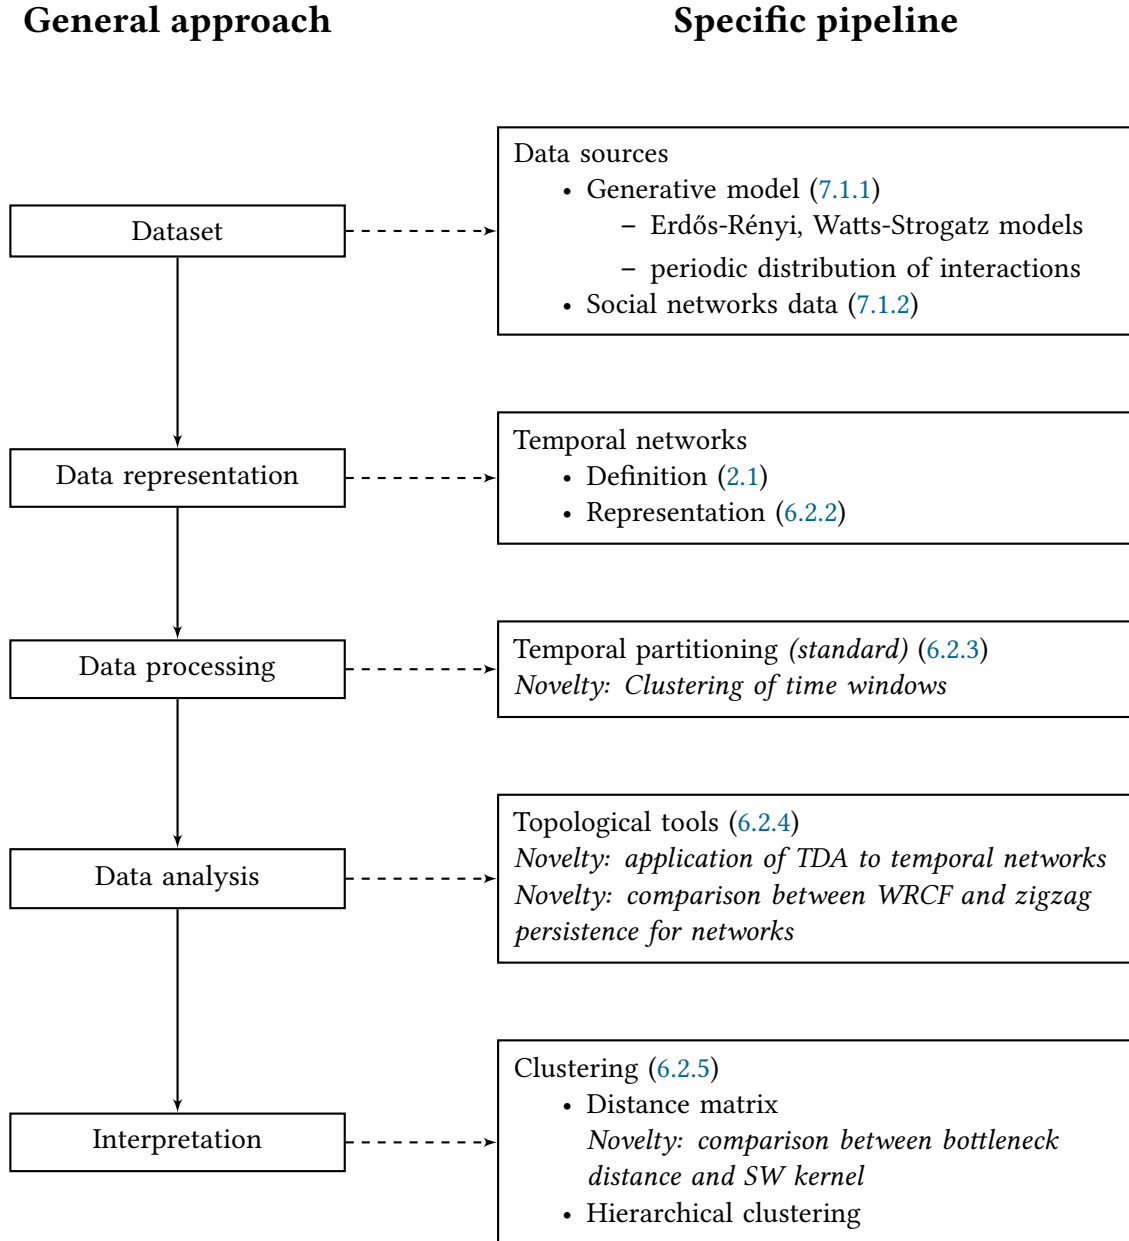 General approach
Specific pipeline
Dataset
Data sources
• Generative model (7.1.1)
– Erdős-Rényi, Watts-Strogatz models
– periodic distribution of interactions
• Social networks data (7.1.2)
Data representation
Temporal networks
• Definition (2.1)
• Representation (6.2.2)
Data processing
Temporal partitioning (standard) (6.2.3)
Novelty: Clustering of time windows
Data analysis
Topological tools (6.2.4)
Novelty: application of TDA to temporal networks
Novelty: comparison between WRCF and zigzag
persistence for networks
Interpretation
Clustering (6.2.5)
• Distance matrix
Novelty: comparison between bottleneck
distance and SW kernel
• Hierarchical clustering